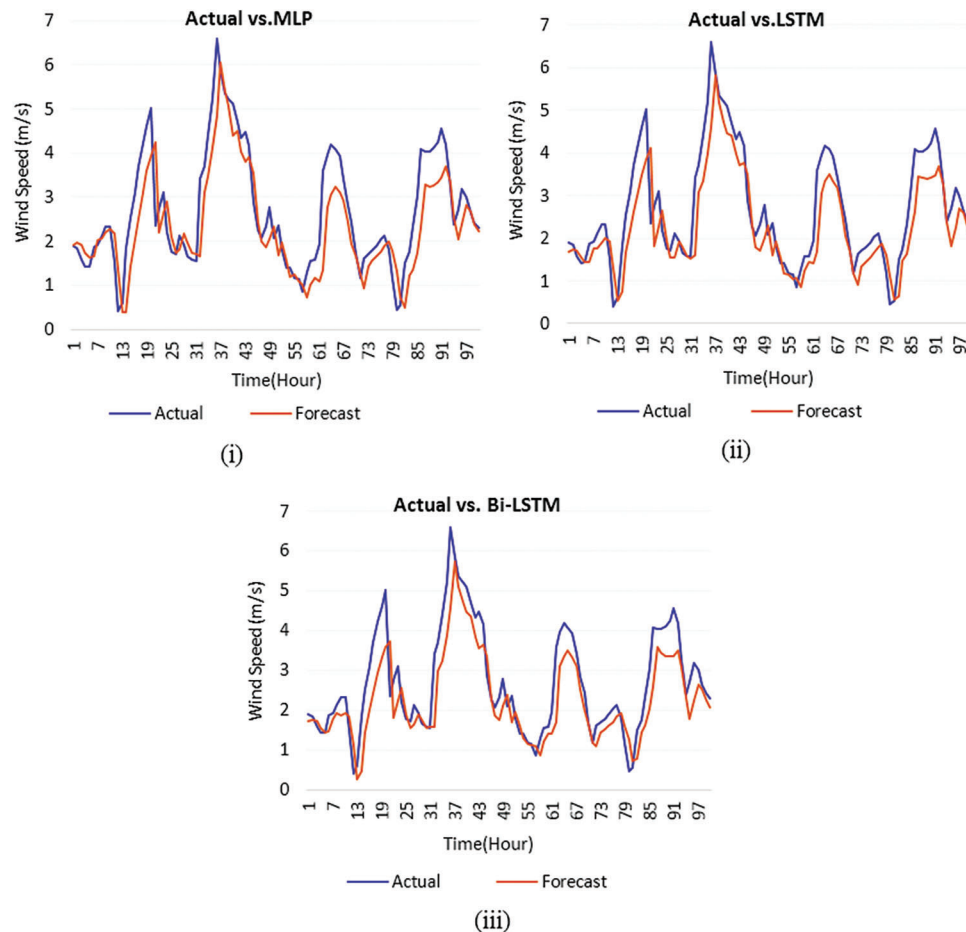 Actual vs.MLP
7
6
5
4
3
2
1
0
Wind Speed (m/s)
1 7 13 19 25 31 37 43 49 55 61 67 73 79 85 91 97
Time(Hour)
Actual Forecast
(i)
Actual vs.LSTM
7
6
5
4
3
2
1
0
Wind Speed (m/s)
1 7 13 19 25 31 37 43 49 55 61 67 73 79 85 91 97
Time(Hour)
Actual Forecast
(ii)
Actual vs. Bi-LSTM
7
6
5
4
3
2
1
0
Wind Speed (m/s)
1 7 13 19 25 31 37 43 49 55 61 67 73 79 85 91 97
Time(Hour)
Actual Forecast
(iii)